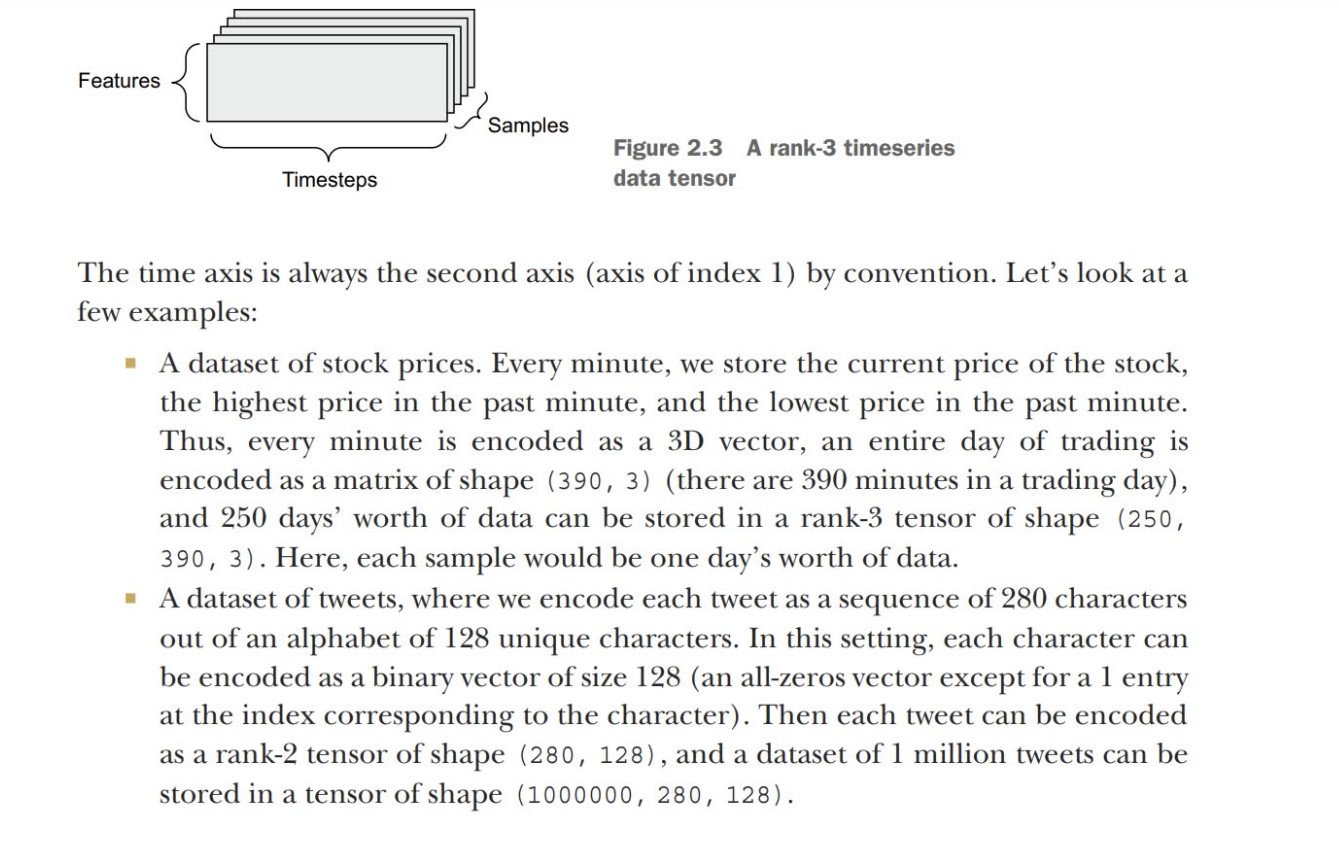 Features
Samples
Timesteps
Figure 2.3 A rank-3 timeseries
data tensor
The time axis is always the second axis (axis of index 1) by convention. Let’s look at a
few examples:
■ A dataset of stock prices. Every minute, we store the current price of the stock,
the highest price in the past minute, and the lowest price in the past minute.
Thus, every minute is encoded as a 3D vector, an entire day of trading is
encoded as a matrix of shape (390, 3) (there are 390 minutes in a trading day),
and 250 days’ worth of data can be stored in a rank-3 tensor of shape (250,
390, 3). Here, each sample would be one day’s worth of data.
■ A dataset of tweets, where we encode each tweet as a sequence of 280 characters
out of an alphabet of 128 unique characters. In this setting, each character can
be encoded as a binary vector of size 128 (an all-zeros vector except for a 1 entry
at the index corresponding to the character). Then each tweet can be encoded
as a rank-2 tensor of shape (280, 128), and a dataset of 1 million tweets can be
stored in a tensor of shape (1000000, 280, 128).